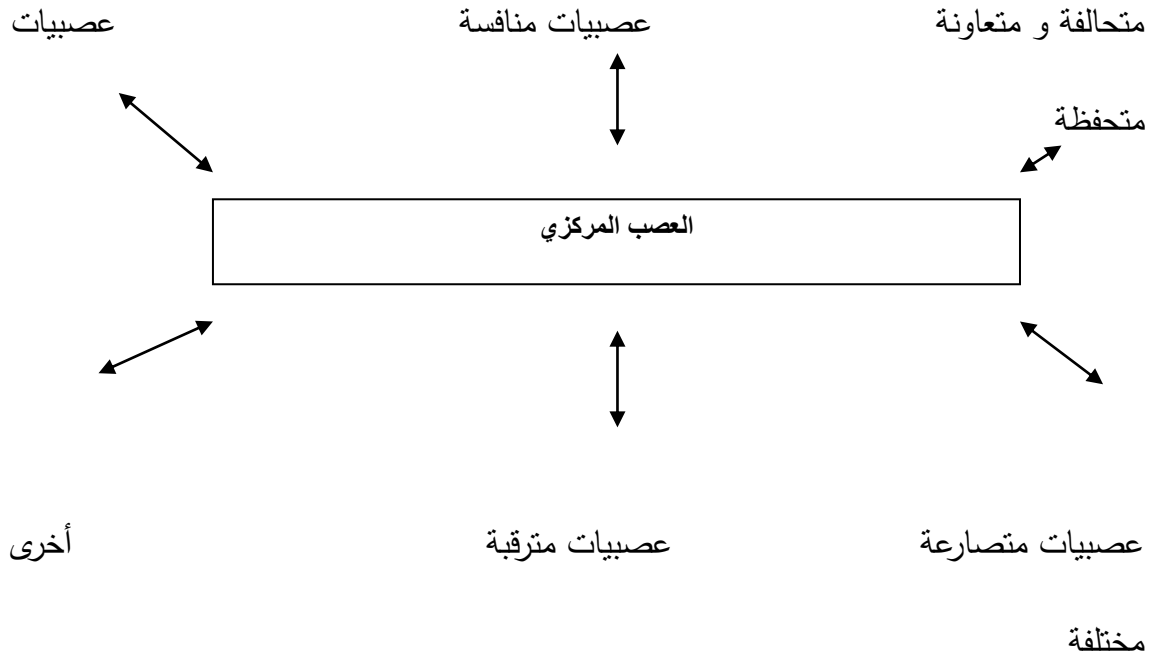 متحالفة و متعاونة عصبيات منافسة عصبيات
متحفظة
العصب المركزي
عصبيات متصارعة عصبيات مترقبة أخرى
مختلفة